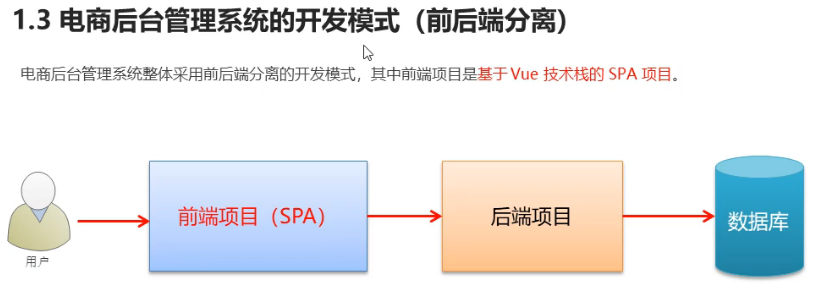 1.3 电商后台管理系统的开发模式（前后端分离）
电商后台管理系统整体采用前后端分离的开发模式，其中前端项目是基于 Vue 技术栈的 SPA 项目。
用户
前端项目（SPA）
后端项目
数据库